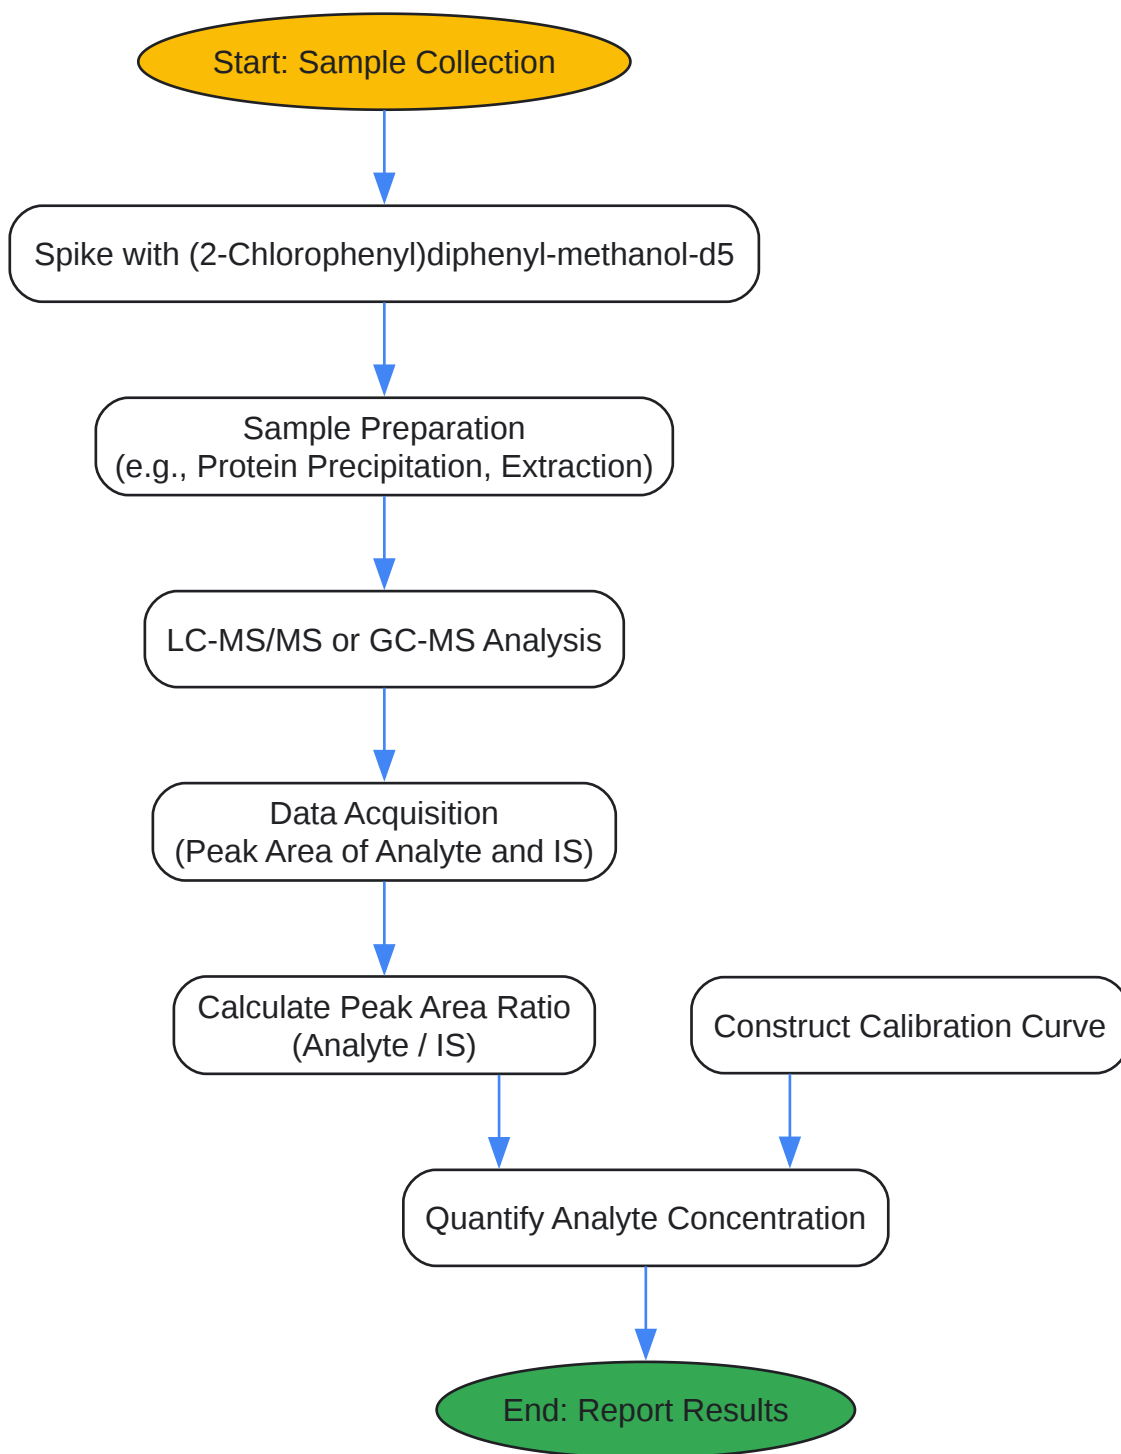 Start: Sample Collection
Spike with (2-Chlorophenyl)diphenyl-methanol-d5
Sample Preparation
(e.g., Protein Precipitation, Extraction)
LC-MS/MS or GC-MS Analysis
Data Acquisition
(Peak Area of Analyte and IS)
Calculate Peak Area Ratio
(Analyte / IS)
Construct Calibration Curve
Quantify Analyte Concentration
End: Report Results